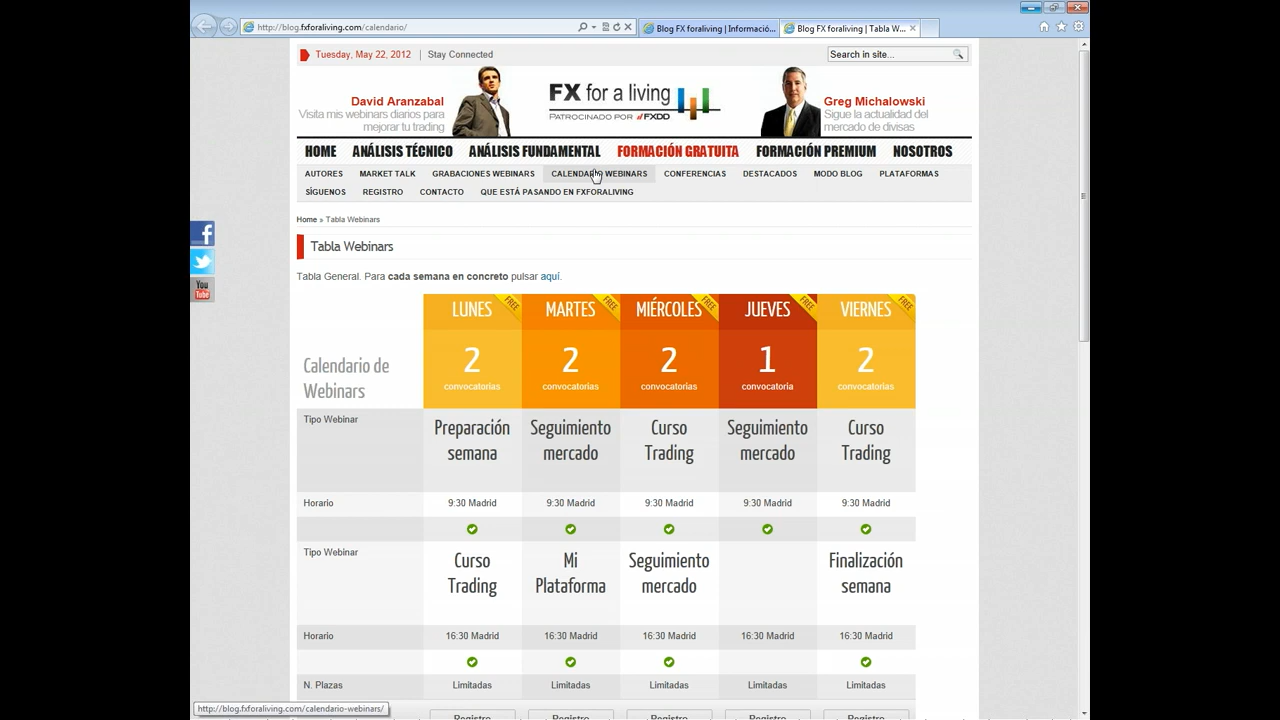 http://blog.fxforaliving.com/calendario/
Blog FX foraliving | Informació...
Blog FX foraliving | Tabla W...
Tuesday, May 22, 2012 | Stay Connected
Search in site...
David Aranzabal
Visita mis webinars diarios para
mejorar tu trading
FX for a living
PATROCINADO POR FXDD
Greg Michalowski
Sigue la actualidad del
mercado de divisas
HOME ANÁLISIS TÉCNICO ANÁLISIS FUNDAMENTAL FORMACIÓN GRATUITA FORMACIÓN PREMIUM NOSOTROS
AUTORES MARKET TALK GRABACIONES WEBINARS CALENDARIO WEBINARS CONFERENCIAS DESTACADOS MODO BLOG PLATAFORMAS
SÍGUENOS REGISTRO CONTACTO QUE ESTÁ PASANDO EN FXFORALIVING
Home » Tabla Webinars
You
Tube
Tabla Webinars
Tabla General. Para cada semana en concreto pulsar aquí.
LUNES FREE MARTES FREE MIÉRCOLES FREE JUEVES FREE VIERNES FREE
Calendario de
Webinars
2 2 2 1 2
convocatorias convocatorias convocatorias convocatoria convocatorias
Tipo Webinar
Preparación Seguimiento Curso Seguimiento Curso
semana mercado Trading mercado Trading
Horario 9:30 Madrid 9:30 Madrid 9:30 Madrid 9:30 Madrid 9:30 Madrid
Tipo Webinar
Curso Mi Seguimiento Finalización
Trading Plataforma mercado semana
Horario 16:30 Madrid 16:30 Madrid 16:30 Madrid 16:30 Madrid 16:30 Madrid
N. Plazas Limitadas Limitadas Limitadas Limitadas Limitadas
Registro Registro Registro Registro Registro
http://blog.fxforaliving.com/calendario-webinars/